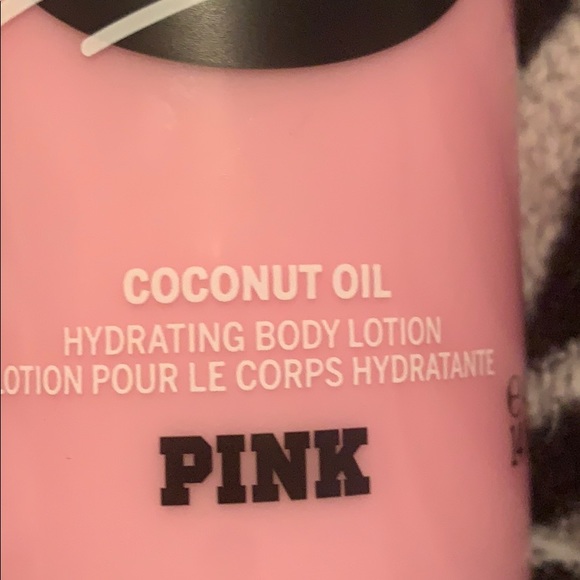 COCONUT OIL
HYDRATING BODY LOTION
LOTION POUR LE CORPS HYDRATANTE
PINK